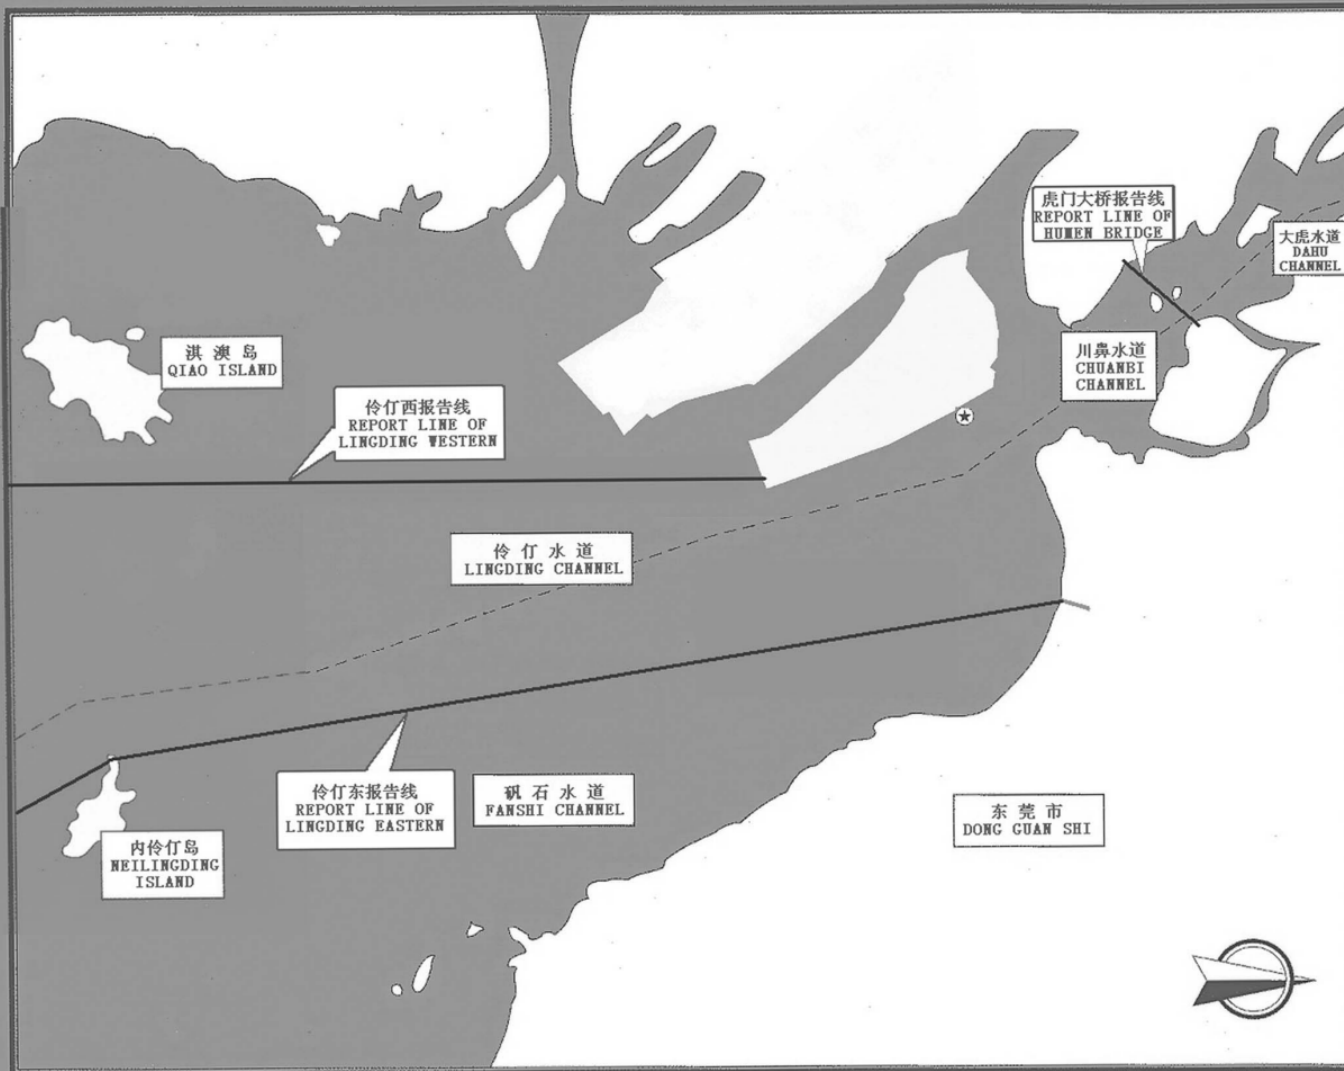 虎门大桥报告线
REPORT LINE OF
HUMEN BRIDGE
大虎水道
DAHU
CHANNEL
淇澳岛
QIAO ISLAND
川鼻水道
CHUANBI
CHANNEL
伶仃西报告线
REPORT LINE OF
LINGDING WESTERN
伶仃水道
LINGDING CHANNEL
伶仃东报告线
REPORT LINE OF
LINGDING EASTERN
矾石水道
FANSHI CHANNEL
东莞市
DONG GUAN SHI
内伶仃岛
NEILINGDING
ISLAND